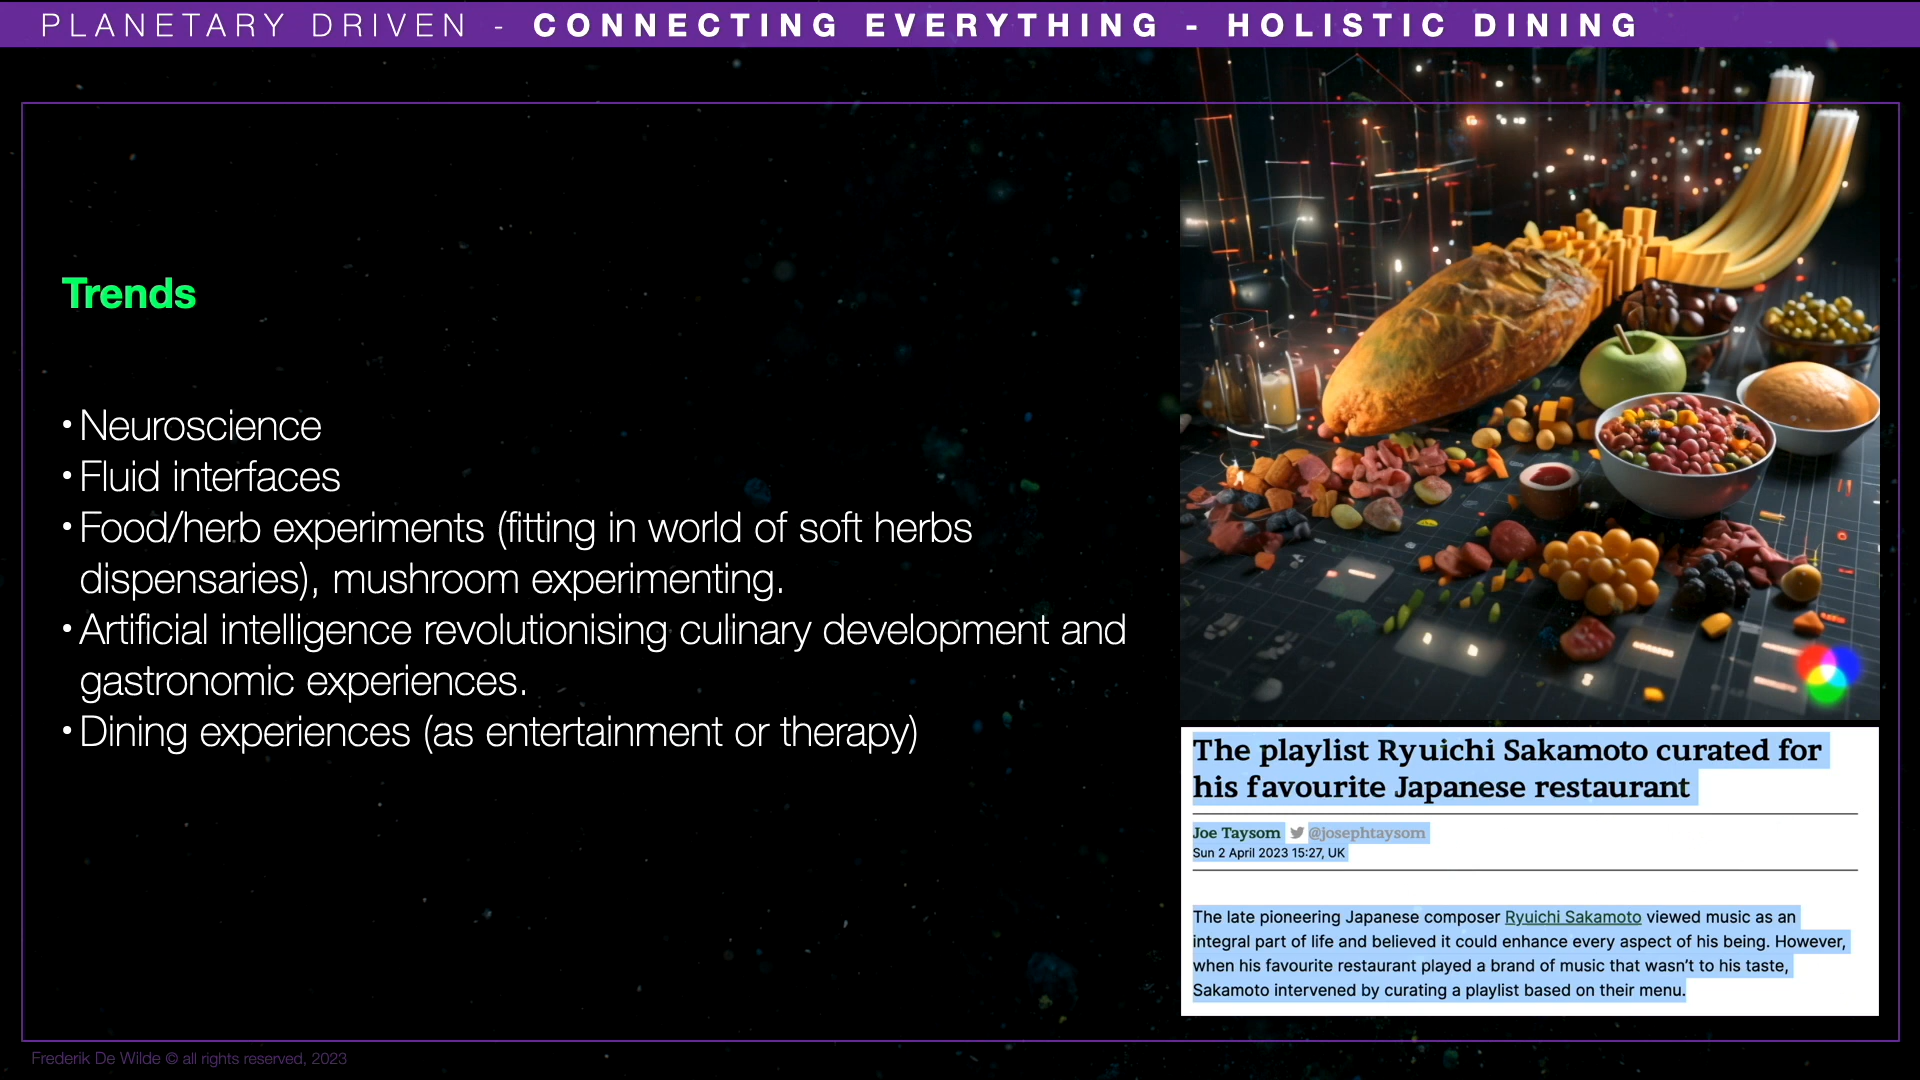 PLANETARY DRIVEN - CONNECTING EVERYTHING - HOLISTIC DINING
Trends
• Neuroscience
• Fluid interfaces
• Food/herb experiments (fitting in world of soft herbs
dispensaries), mushroom experimenting.
• Artificial intelligence revolutionising culinary development and
gastronomic experiences.
• Dining experiences (as entertainment or therapy)
The playlist Ryuichi Sakamoto curated for
his favourite Japanese restaurant
Joe Taysom @josephtaysom
Sun 2 April 2023 15:27, UK
The late pioneering Japanese composer Ryuichi Sakamoto viewed music as an
integral part of life and believed it could enhance every aspect of his being. However,
when his favourite restaurant played a brand of music that wasn't to his taste,
Sakamoto intervened by curating a playlist based on their menu.
Frederik De Wilde © all rights reserved, 2023